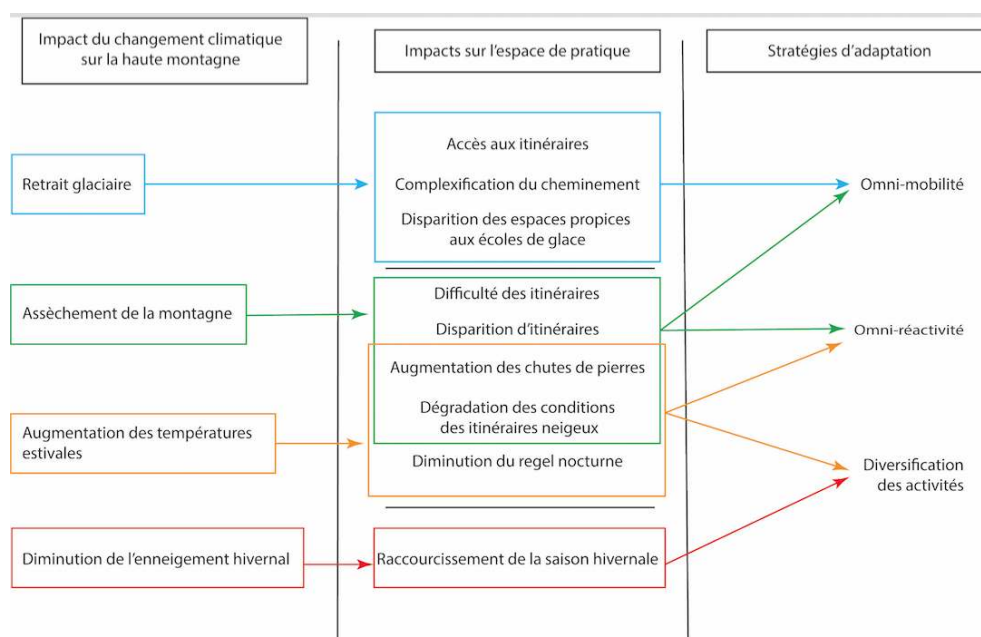 Impact du changement climatique
sur la haute montagne
Impacts sur l'espace de pratique
Stratégies d'adaptation
Retrait glaciaire
Accès aux itinéraires
Complexification du cheminement
Disparition des espaces propices
aux écoles de glace
Omni-mobilité
Assèchement de la montagne
Difficulté des itinéraires
Disparition d'itinéraires
Omni-réactivité
Augmentation des températures
estivales
Augmentation des chutes de pierres
Dégradation des conditions
des itinéraires neigeux
Diminution du regel nocturne
Diversification
des activités
Diminution de l'enneigement hivernal
Raccourcissement de la saison hivernale